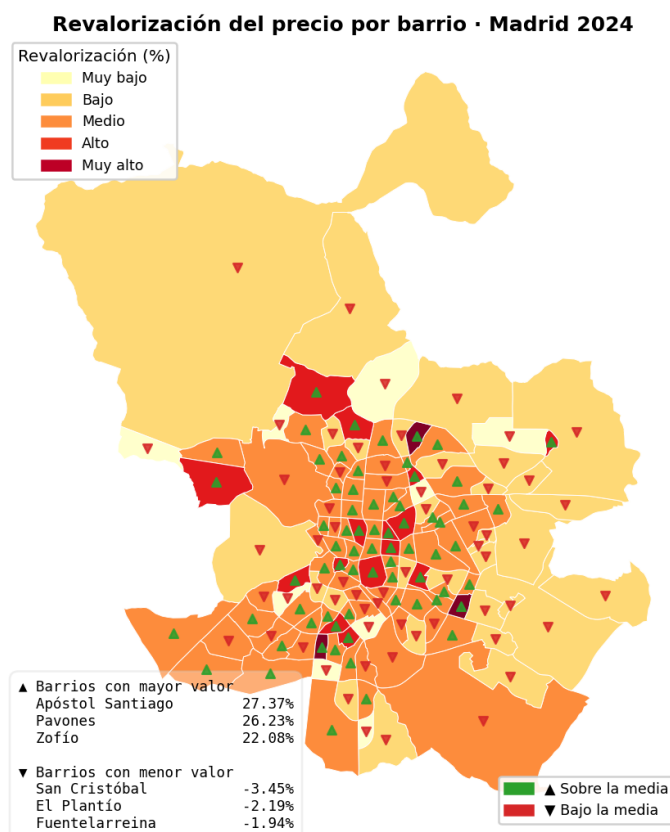 Revalorización del precio por barrio · Madrid 2024
Revalorización (%)
Muy bajo
Bajo
Medio
Alto
Muy alto
▲ Barrios con mayor valor
Apóstol Santiago 27.37%
Pavones 26.23%
Zofío 22.08%
▼ Barrios con menor valor
San Cristóbal -3.45%
El Plantío -2.19%
Fuentelarreina -1.94%
▲ Sobre la media
▼ Bajo la media